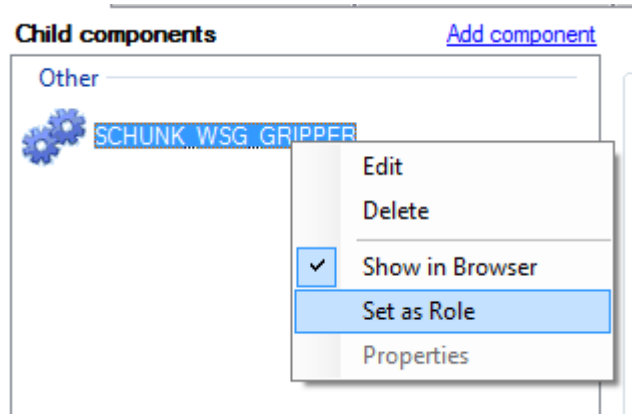 Child components Add component
Other
SCHUNK_WSG_GRIPPER
Edit
Delete
Show in Browser
Set as Role
Properties